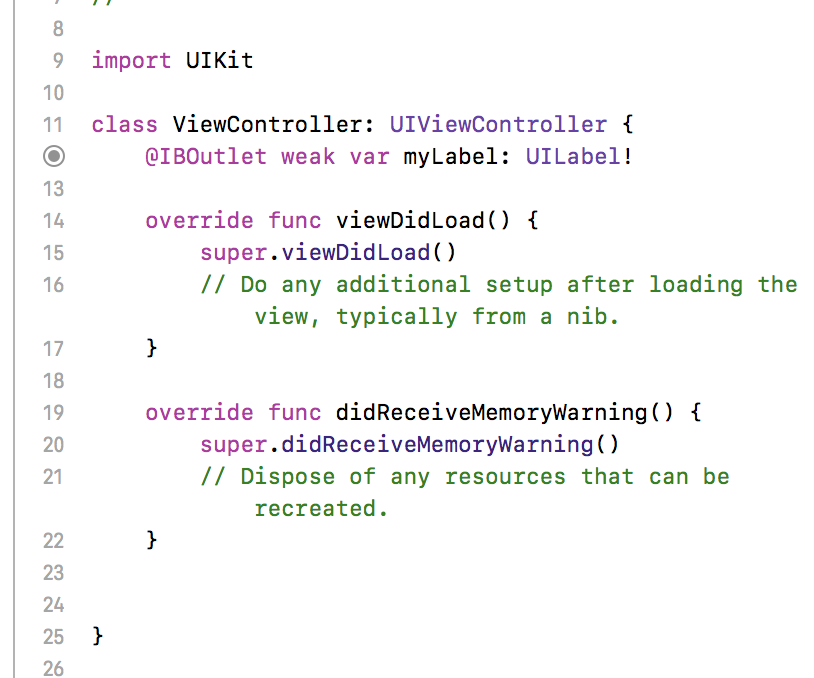 //
8
9 import UIKit
10
11 class ViewController: UIViewController {
@IBOutlet weak var myLabel: UILabel!
13
14 override func viewDidLoad() {
15 super.viewDidLoad()
16 // Do any additional setup after loading the
view, typically from a nib.
17 }
18
19 override func didReceiveMemoryWarning() {
20 super.didReceiveMemoryWarning()
21 // Dispose of any resources that can be
recreated.
22 }
23
24
25 }
26